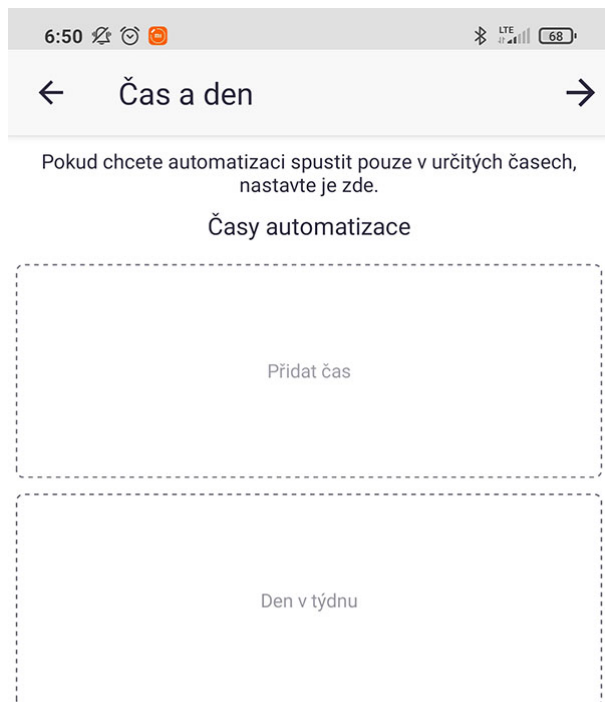 6:50
LTE
68
Čas a den
Pokud chcete automatizaci spustit pouze v určitých časech,
nastavte je zde.
Časy automatizace
Přidat čas
Den v týdnu